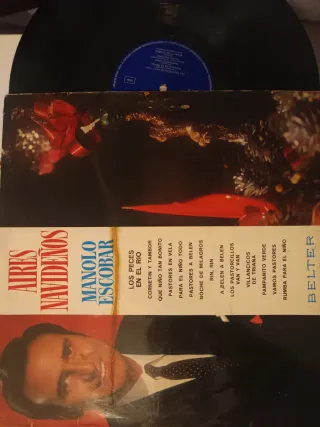 AIRES
NAVIDEÑOS
MANOLO
ESCOBAR
LOS PECES
EN EL RIO
CORNETIN Y TAMBOR
QUE NIÑO TAN BONITO
PASTORES EN VELA
PARA EL NIÑO TODO
PASTORES A BELEN
NOCHE DE MILAGROS
RIN, RIN
A BELEN A BELEN
LOS PASTORCILLOS
VAN Y VAN
VILLANCICOS
DE TRIANA
PAMPANITO VERDE
VAMOS PASTORES
RUMBA PARA EL NIÑO
BELTER